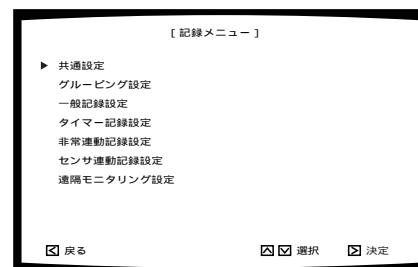 [ 記録メニュー ]
▶ 共通設定
グルーピング設定
一般記録設定
タイマー記録設定
非常連動記録設定
センサ連動記録設定
遠隔モニタリング設定
戻る 選択 決定